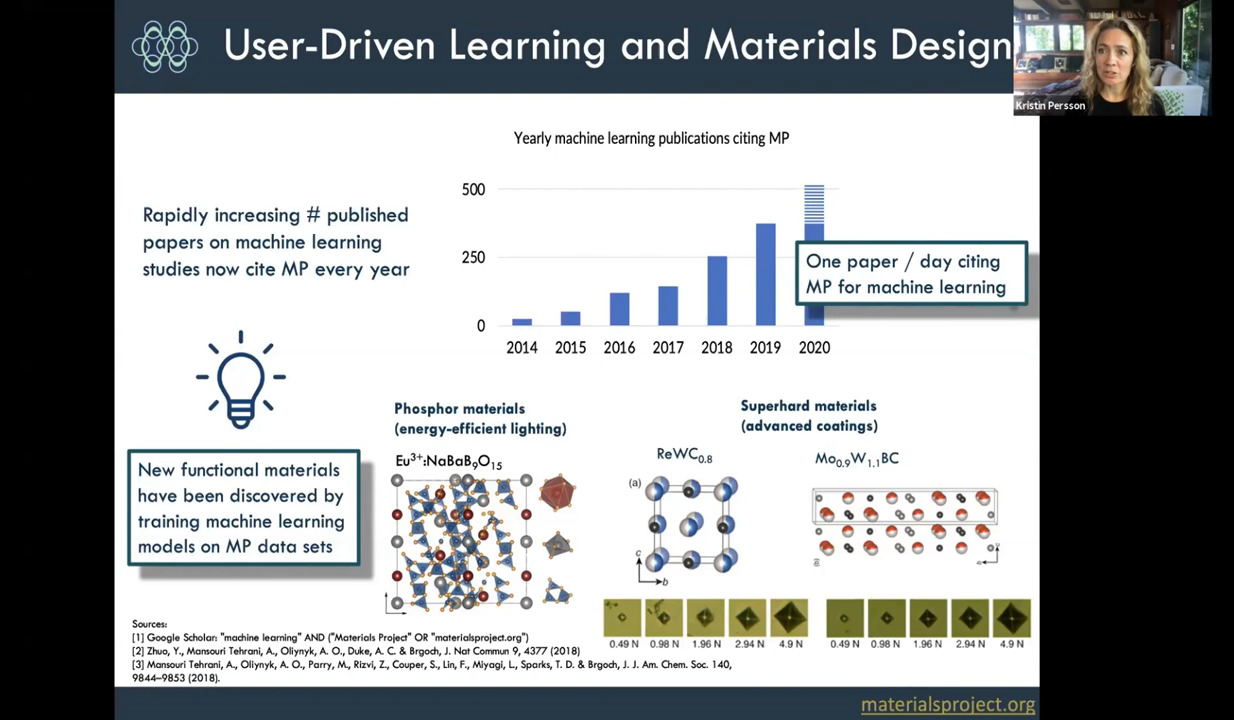 User-Driven Learning and Materials Design
Kristin Persson
Yearly machine learning publications citing MP
500
250
0
2014 2015 2016 2017 2018 2019 2020
Rapidly increasing # published
papers on machine learning
studies now cite MP every year
One paper / day citing
MP for machine learning
New functional materials
have been discovered by
training machine learning
models on MP data sets
Phosphor materials
(energy-efficient lighting)
Eu³⁺:NaBaB₉O₁₅
Superhard materials
(advanced coatings)
ReWC₀.₈
(a)
c
b
Mo₀.₉W₁.₁BC
0.49 N 0.98 N 1.96 N 2.94 N 4.9 N
0.49 N 0.98 N 1.96 N 2.94 N 4.9 N
Sources:
[1] Google Scholar: "machine learning" AND ("Materials Project" OR "materialsproject.org")
[2] Zhuo, Y., Mansouri Tehrani, A., Oliynyk, A. O., Duke, A. C. & Brgoch, J. Nat Commun 9, 4377 (2018)
[3] Mansouri Tehrani, A., Oliynyk, A. O., Parry, M., Rizvi, Z., Couper, S., Lin, F., Miyagi, L., Sparks, T. D. & Brgoch, J. J. Am. Chem. Soc. 140,
9844–9853 (2018).
materialsproject.org